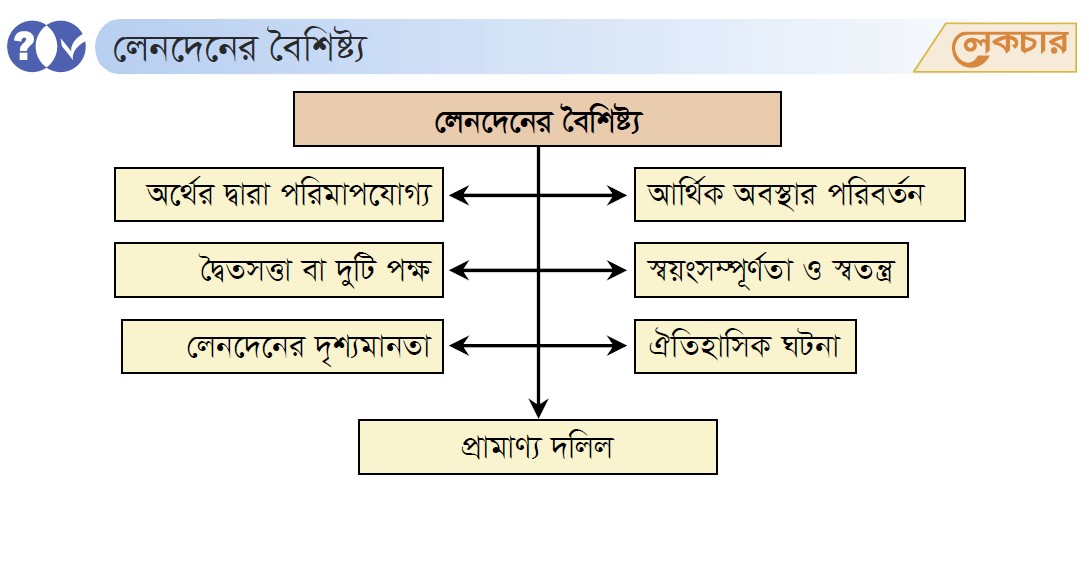 ?
লেনদেনের বৈশিষ্ট্য
লেকচার
লেনদেনের বৈশিষ্ট্য
অর্থের দ্বারা পরিমাপযোগ্য
আর্থিক অবস্থার পরিবর্তন
দ্বৈতসত্তা বা দুটি পক্ষ
স্বয়ংসম্পূর্ণতা ও স্বতন্ত্র
লেনদেনের দৃশ্যমানতা
ঐতিহাসিক ঘটনা
প্রামাণ্য দলিল